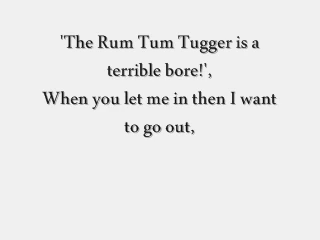 'The Rum Tum Tugger is a
terrible bore!',
When you let me in then I want
to go out,